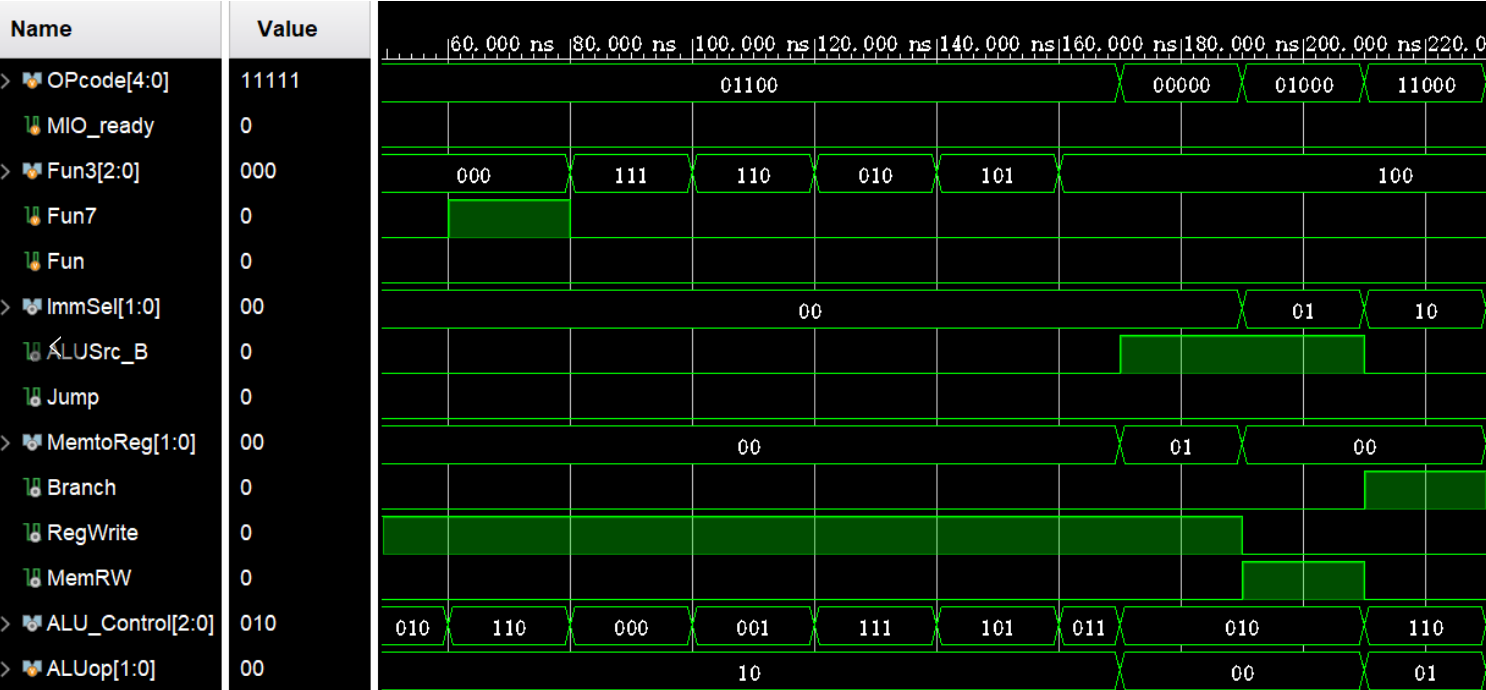 Name Value
60.000 ns 80.000 ns 100.000 ns 120.000 ns 140.000 ns 160.000 ns 180.000 ns 200.000 ns 220.0
OPcode[4:0] 11111 01100 00000 01000 11000
MIO_ready 0
Fun3[2:0] 000 000 111 110 010 101 100
Fun7 0
Fun 0
ImmSel[1:0] 00 00 01 10
ALUSrc_B 0
Jump 0
MemtoReg[1:0] 00 00 01 00
Branch 0
RegWrite 0
MemRW 0
ALU_Control[2:0] 010 010 110 000 001 111 101 011 010 110
ALUop[1:0] 00 10 00 01